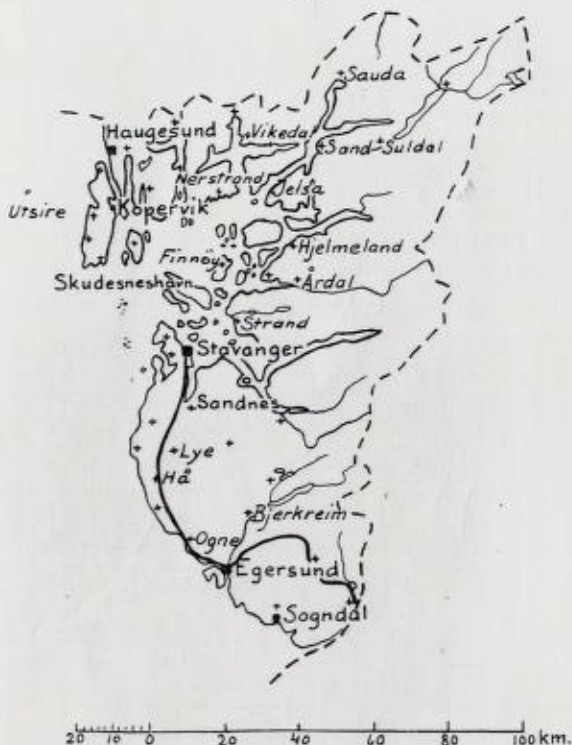 Sauda
Haugesund
Vikedal
Sand
Suldal
Nerstrand
Jelså
Utsire
Kopervik
Hjelmeland
Finnöy
Skudesneshavn
Årdal
Strand
Stavanger
Sandnes
Lye
Hå
Bjerkreim
Ogne
Egersund
Sogndal
20 10 0 20 40 60 80 100 km.